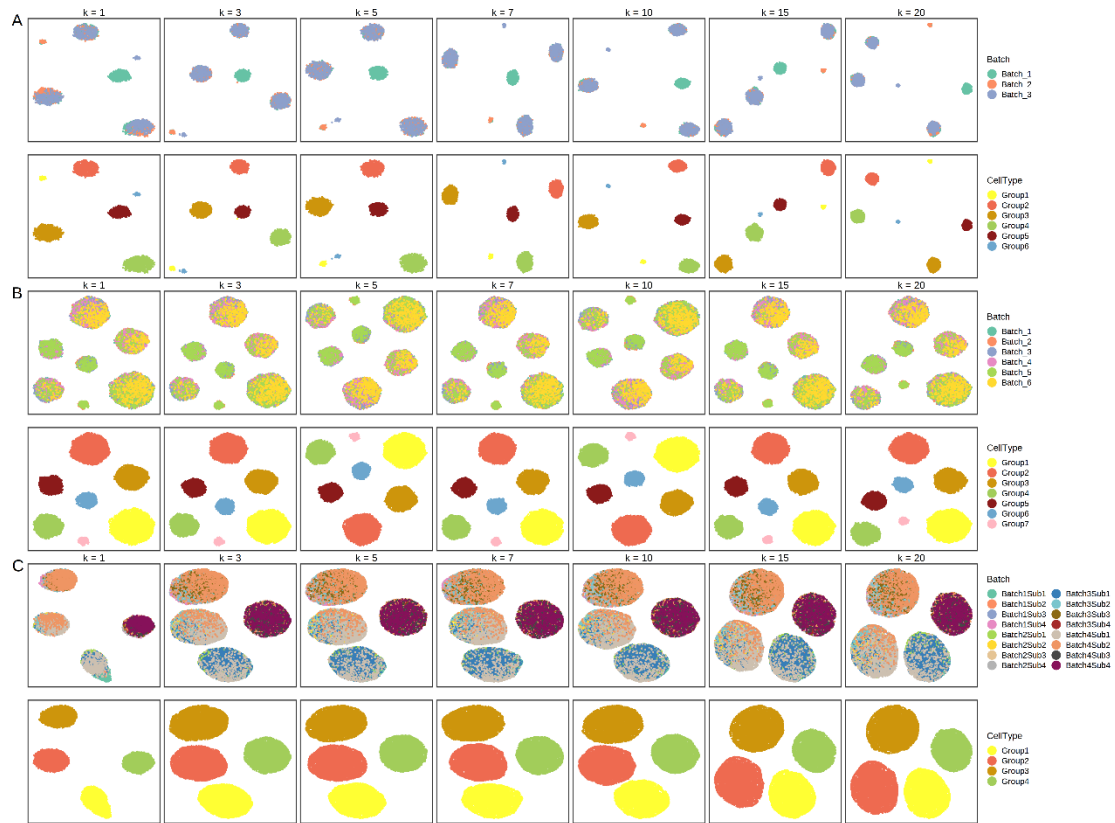 A
k = 1 k = 3 k = 5 k = 7 k = 10 k = 15 k = 20
Batch
Batch_1
Batch_2
Batch_3
CellType
Group1
Group2
Group3
Group4
Group5
Group6
B
k = 1 k = 3 k = 5 k = 7 k = 10 k = 15 k = 20
Batch
Batch_1
Batch_2
Batch_3
Batch_4
Batch_5
Batch_6
CellType
Group1
Group2
Group3
Group4
Group5
Group6
Group7
C
k = 1 k = 3 k = 5 k = 7 k = 10 k = 15 k = 20
Batch
Batch1Sub1 Batch3Sub1
Batch1Sub2 Batch3Sub2
Batch1Sub3 Batch3Sub3
Batch1Sub4 Batch3Sub4
Batch2Sub1 Batch4Sub1
Batch2Sub2 Batch4Sub2
Batch2Sub3 Batch4Sub3
Batch2Sub4 Batch4Sub4
CellType
Group1
Group2
Group3
Group4